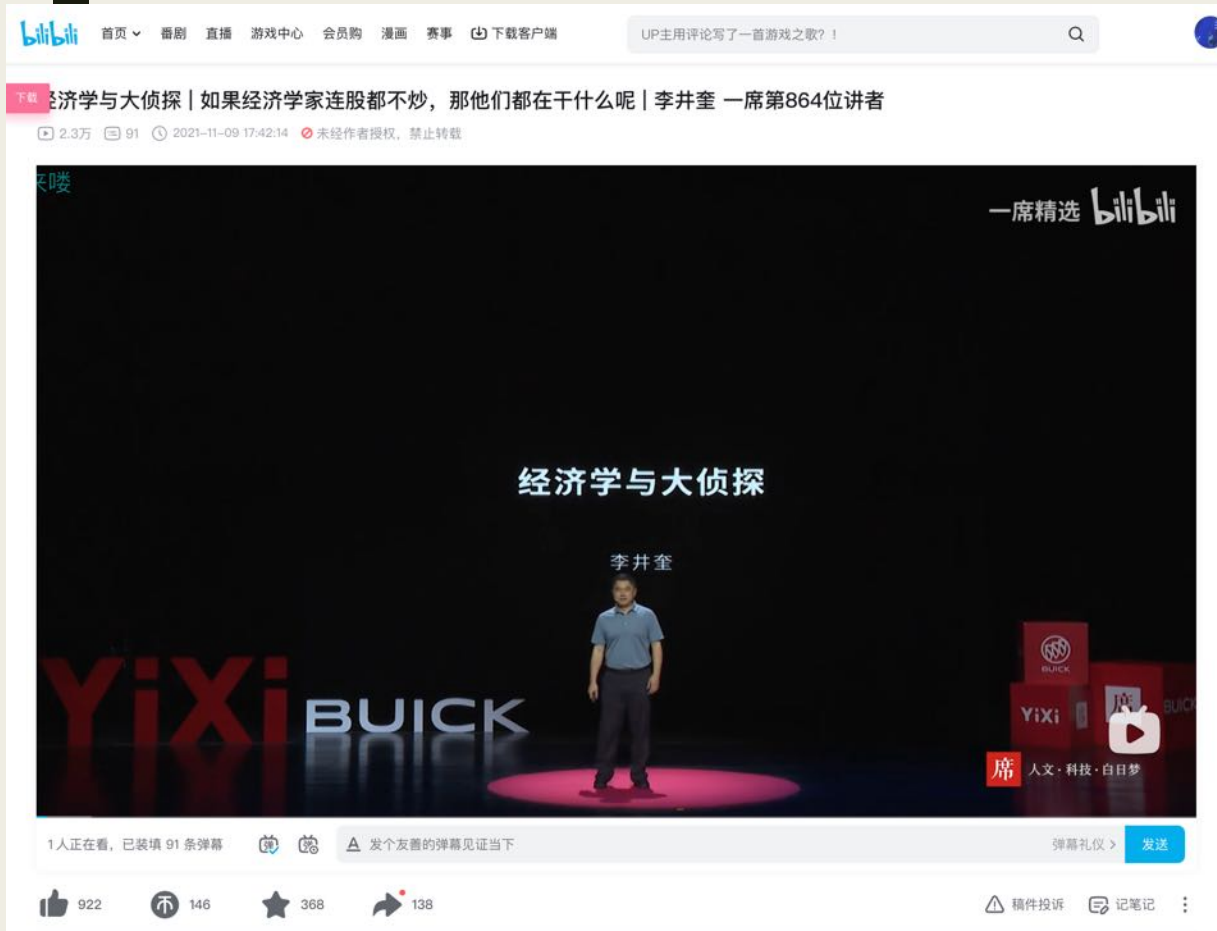 bilibili 首页 番剧 直播 游戏中心 会员购 漫画 赛事 下载客户端 UP主用评论写了一首游戏之歌?!
下载 经济学与大侦探 | 如果经济学家连股都不炒，那他们都在干什么呢 | 李井奎 一席第864位讲者
2.3万 91 2021-11-09 17:42:14 未经作者授权，禁止转载
来喽
一席精选 bilibili
经济学与大侦探
李井奎
BUICK
YiXi BUICK
YiXi 席 BUICK
席 人文·科技·白日梦
1人正在看，已装填 91 条弹幕 弹 弹 A 发个友善的弹幕见证当下 弹幕礼仪 > 发送
922 146 368 138 稿件投诉 记笔记